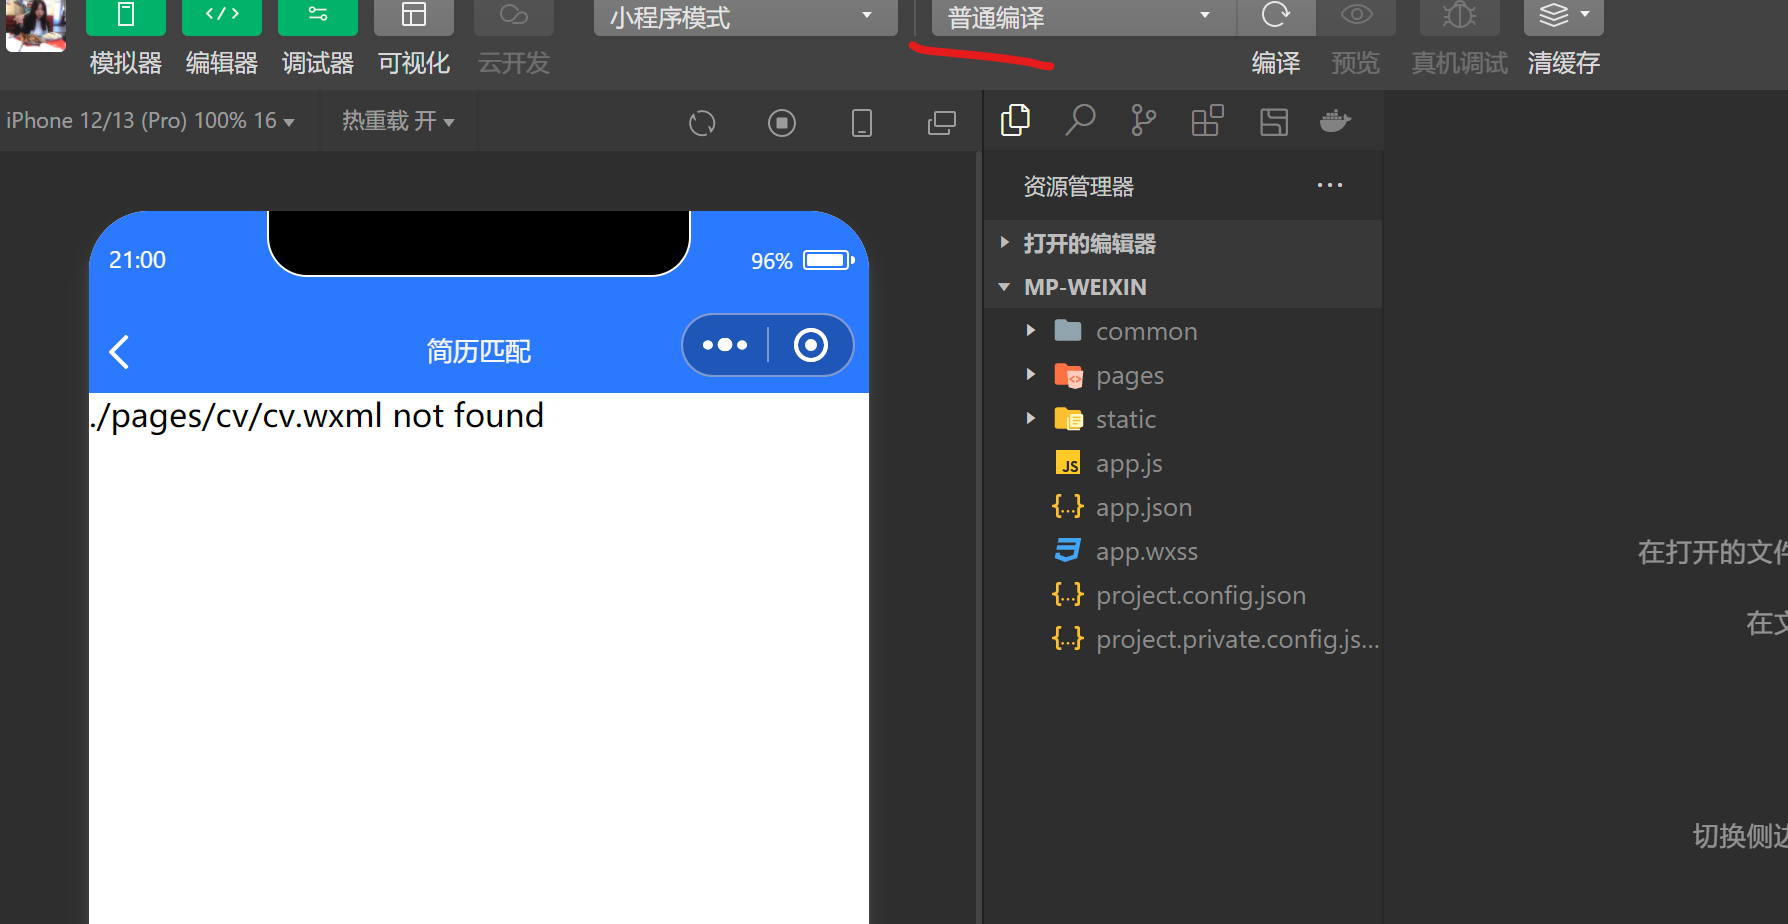 小程序模式
普通编译
模拟器
编辑器
调试器
可视化
云开发
编译
预览
真机调试
清缓存
iPhone 12/13 (Pro) 100% 16
热重载 开
21:00
96%
简历匹配
./pages/cv/cv.wxml not found
资源管理器
打开的编辑器
MP-WEIXIN
common
pages
static
JS
app.js
app.json
app.wxss
project.config.json
project.private.config.js...
在打开的文件
在文
切换侧边